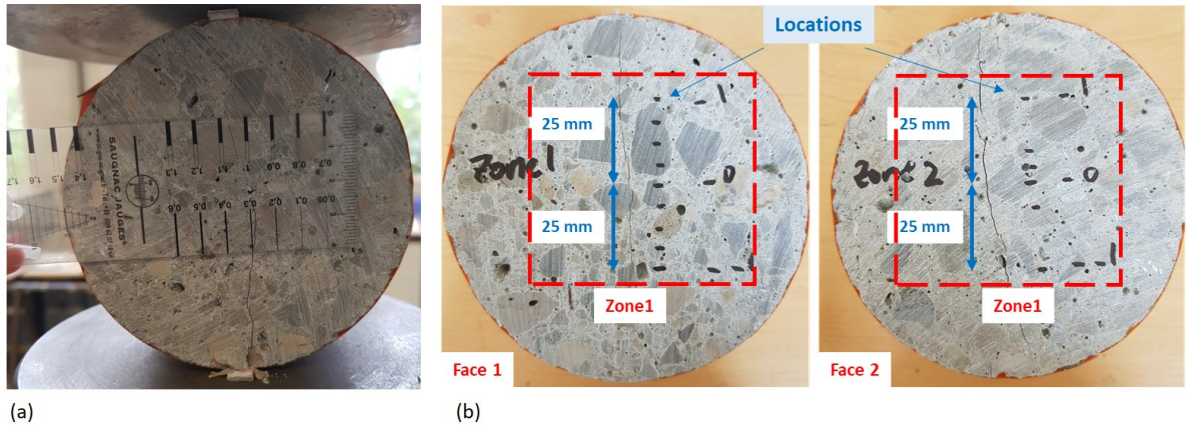 1,7 1,6 1,5 1,4
1,3 1,2 1,1 1 0,9 0,8 0,7
0,6 0,5 0,4 0,3 0,2 0,1 0,05
SAUGNAC JAUGES
(a)
Locations
25 mm
25 mm
Zone1
1
0
-1
Zone1
Face 1
25 mm
25 mm
Zone 2
1
0
-1
Zone1
Face 2
(b)